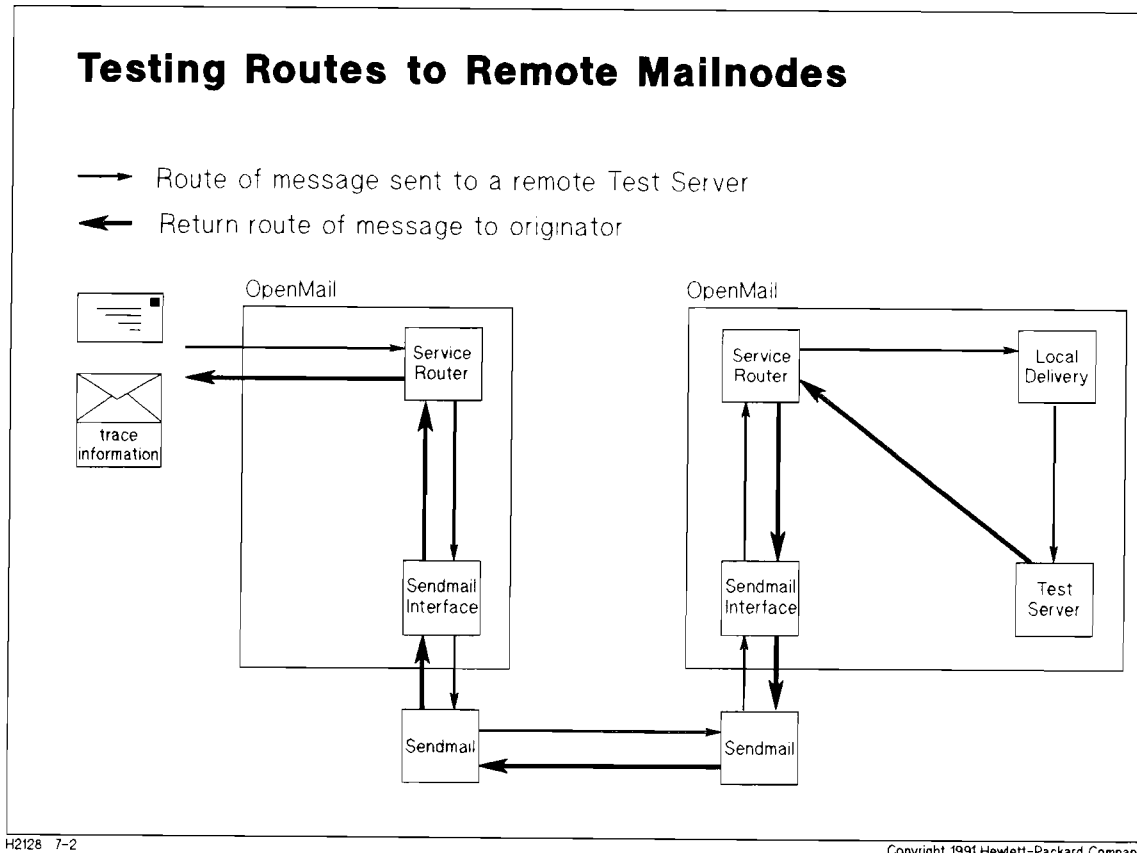 Testing Routes to Remote Mailnodes
Route of message sent to a remote Test Server
Return route of message to originator
OpenMail
OpenMail
trace
information
Service
Router
Service
Router
Local
Delivery
Sendmail
Interface
Sendmail
Interface
Test
Server
Sendmail
Sendmail
H2128 7-2
Copyright 1991 Hewlett-Packard Compan